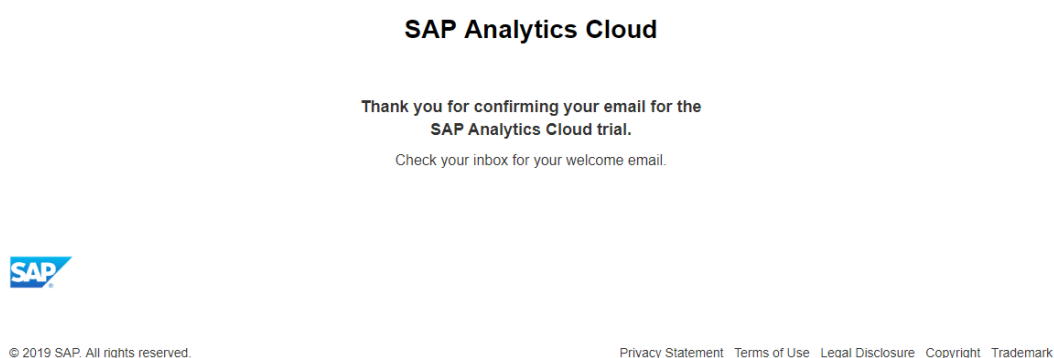 SAP Analytics Cloud
Thank you for confirming your email for the
SAP Analytics Cloud trial.
Check your inbox for your welcome email.
SAP®
© 2019 SAP. All rights reserved.
Privacy Statement Terms of Use Legal Disclosure Copyright Trademark